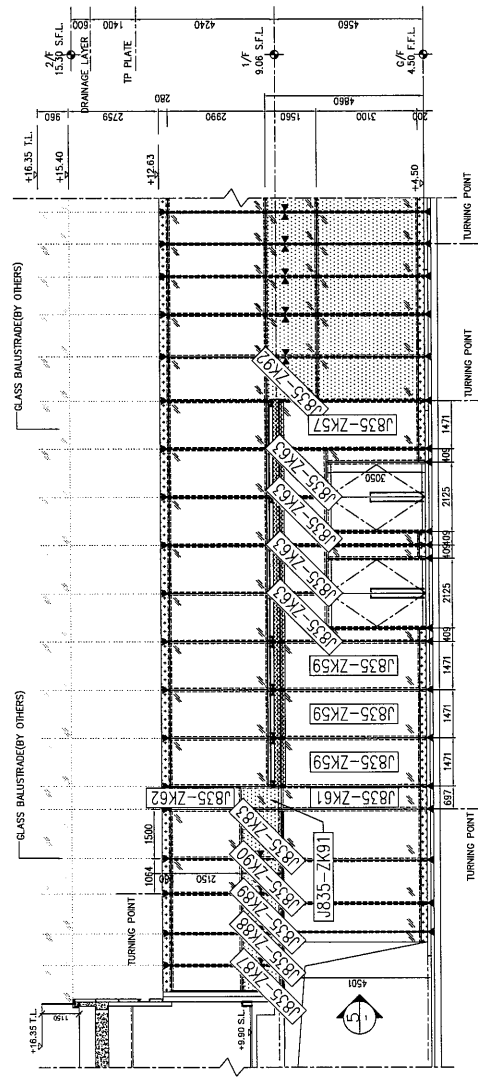 2/F
15.30 S.F.L.
1/F
9.06 S.F.L.
G/F
4.50 F.F.L.
600
1400
4240
4560
DRAINAGE LAYER
TP PLATE
960
2759
280
2990
1560
4860
3100
200
+16.35 T.L.
+15.40
+12.63
+4.50
TURNING POINT
TURNING POINT
GLASS BALUSTRADE(BY OTHERS)
J835-ZK92
J835-ZK57
J835-ZK63
J835-ZK63
J835-ZK63
J835-ZK63
3050
1471
409
2125
409
409
2125
409
1471
1471
1471
697
J835-ZK59
J835-ZK59
J835-ZK59
GLASS BALUSTRADE(BY OTHERS)
J835-ZK62
J835-ZK61
J835-ZK83
J835-ZK91
J835-ZK90
J835-ZK89
J835-ZK88
J835-ZK87
1500
1064
2150
TURNING POINT
TURNING POINT
+16.35 T.L.
1150
+9.90 S.L.
4501
5
1